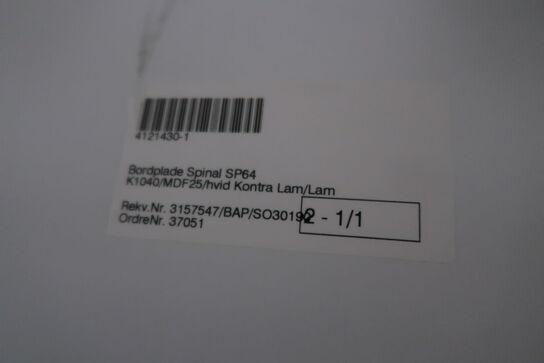 4121430-1
Bordplade Spinal SP64
K1040/MDF25/hvid Kontra Lam/Lam
Rekv.Nr. 3157547/BAP/SO30192 - 1/1
OrdreNr. 37051